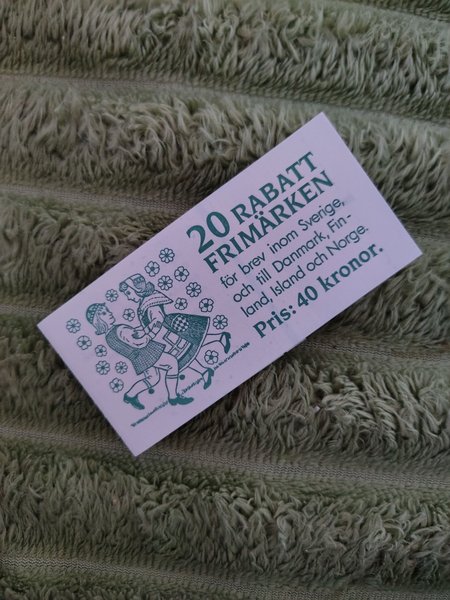 20 RABATT
FRIMÄRKEN
för brev inom Sverige,
och till Danmark, Fin-
land, Island och Norge.
Pris: 40 kronor.